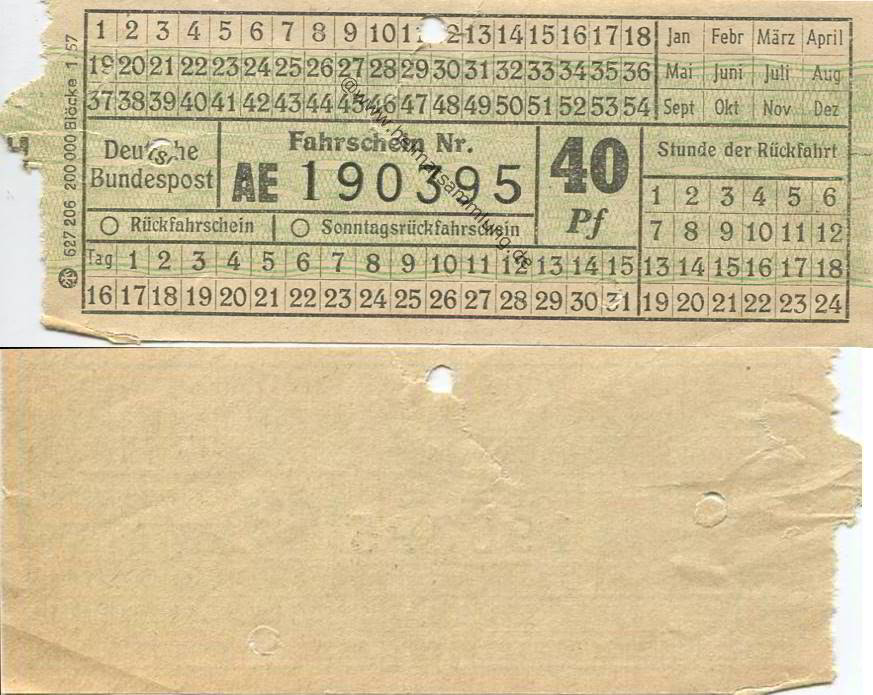 1 2 3 4 5 6 7 8 9 10 11 12 13 14 15 16 17 18 Jan Febr März April
19 20 21 22 23 24 25 26 27 28 29 30 31 32 33 34 35 36 Mai Juni Juli Aug
37 38 39 40 41 42 43 44 45 46 47 48 49 50 51 52 53 54 Sept Okt Nov Dez
Deutsche
Bundespost
Fahrschein Nr.
AE 190395
40
Pf
Stunde der Rückfahrt
1 2 3 4 5 6
7 8 9 10 11 12
Rückfahrschein Sonntagsrückfahrschein
Tag 1 2 3 4 5 6 7 8 9 10 11 12 13 14 15 13 14 15 16 17 18
16 17 18 19 20 21 22 23 24 25 26 27 28 29 30 31 19 20 21 22 23 24
627 206 200 000 Blöcke 1. 57